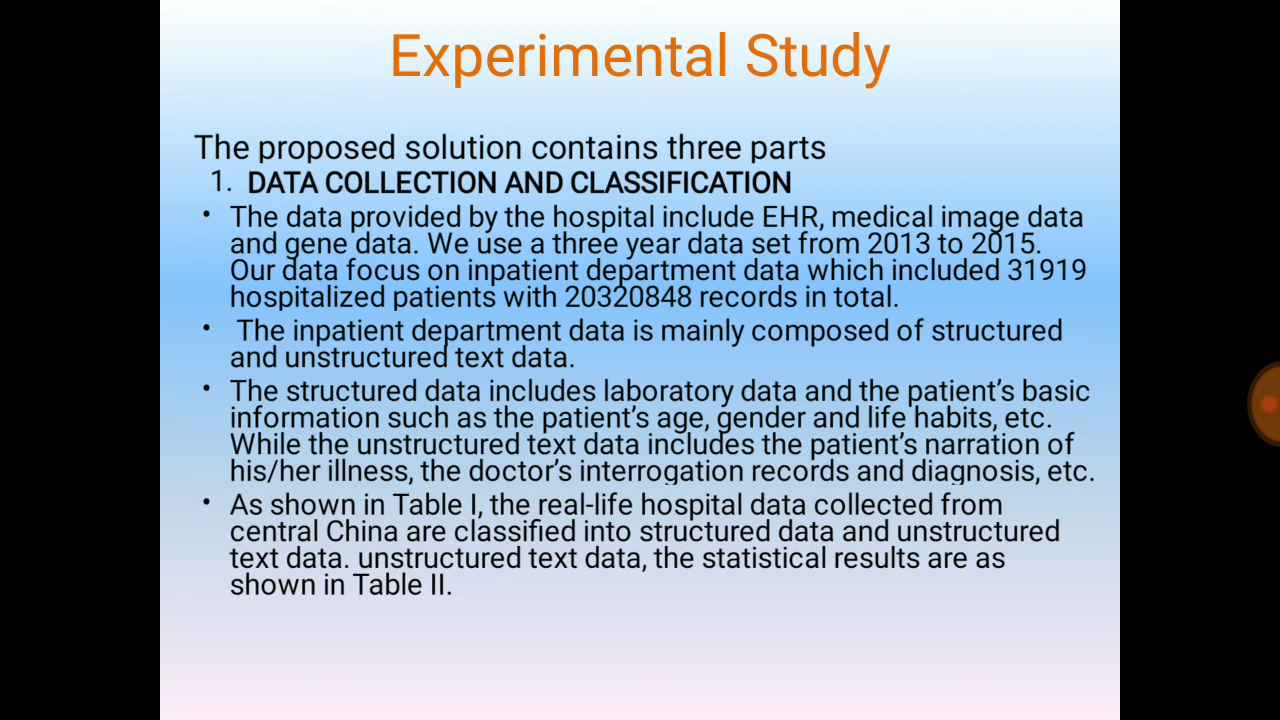 Experimental Study
The proposed solution contains three parts
1. DATA COLLECTION AND CLASSIFICATION
• The data provided by the hospital include EHR, medical image data
and gene data. We use a three year data set from 2013 to 2015.
Our data focus on inpatient department data which included 31919
hospitalized patients with 20320848 records in total.
• The inpatient department data is mainly composed of structured
and unstructured text data.
• The structured data includes laboratory data and the patient’s basic
information such as the patient’s age, gender and life habits, etc.
While the unstructured text data includes the patient’s narration of
his/her illness, the doctor’s interrogation records and diagnosis, etc.
• As shown in Table I, the real-life hospital data collected from
central China are classified into structured data and unstructured
text data. unstructured text data, the statistical results are as
shown in Table II.